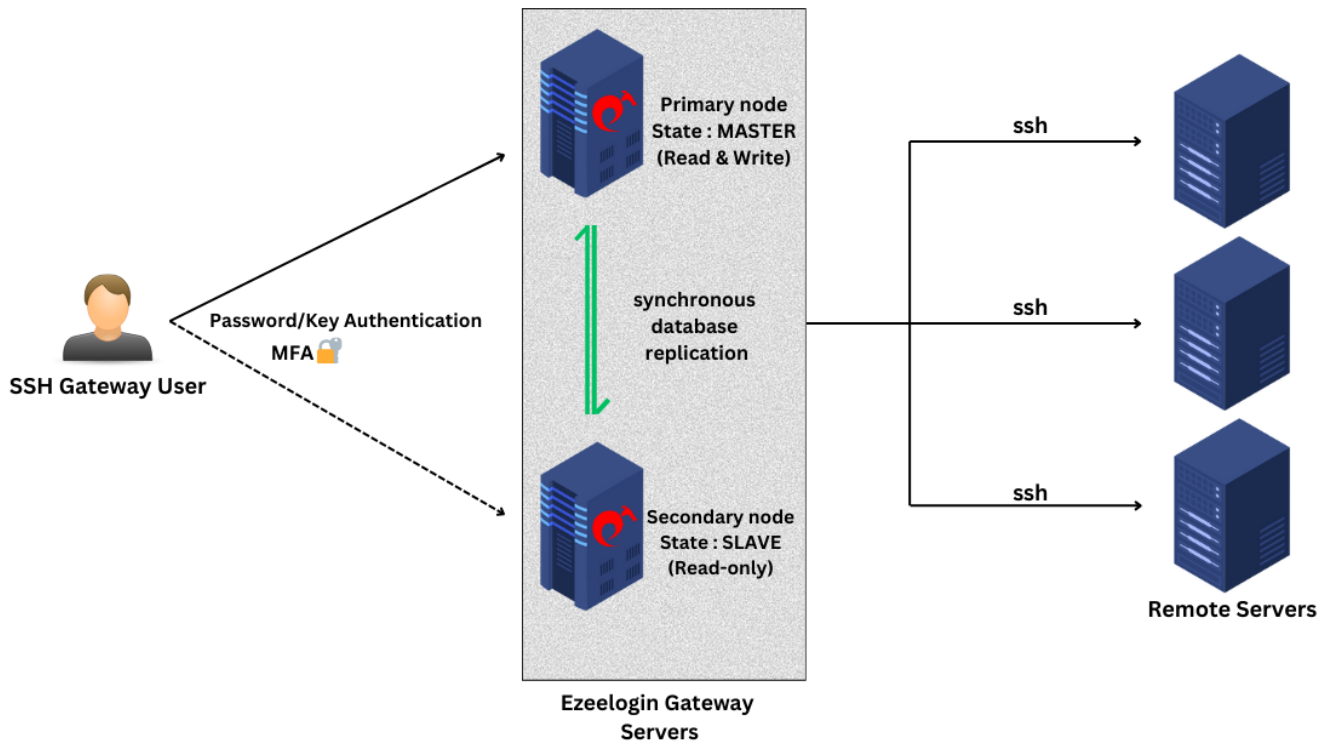 Primary node
State : MASTER
(Read & Write)
ssh
synchronous
database
replication
ssh
Password/Key Authentication
MFA
SSH Gateway User
Secondary node
State : SLAVE
(Read-only)
ssh
Remote Servers
Ezeelogin Gateway
Servers